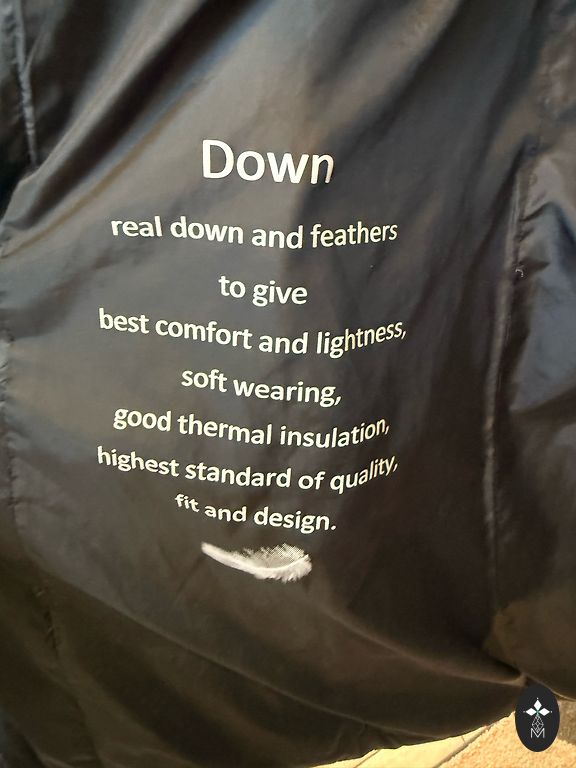 Down
real down and feathers
to give
best comfort and lightness,
soft wearing,
good thermal insulation,
highest standard of quality,
fit and design.
M